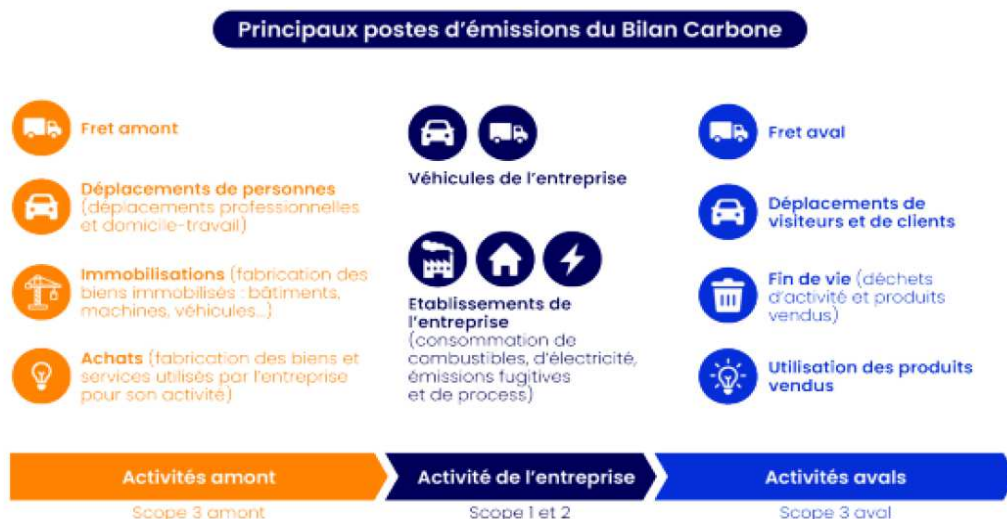 Principaux postes d'émissions du Bilan Carbone
Fret amont
Déplacements de personnes
(déplacements professionnelles
et domicile-travail)
Immobilisations (fabrication des
biens immobilisés : bâtiments,
machines, véhicules...)
Achats (fabrication des biens et
services utilisés par l'entreprise
pour son activité)
Véhicules de l'entreprise
Etablissements de
l'entreprise
(consommation de
combustibles, d'électricité,
émissions fugitives
et de process)
Fret aval
Déplacements de
visiteurs et de clients
Fin de vie (déchets
d'activité et produits
vendus)
Utilisation des produits
vendus
Activités amont
Activité de l'entreprise
Activités avals
Scope 3 amont
Scope 1 et 2
Scope 3 aval